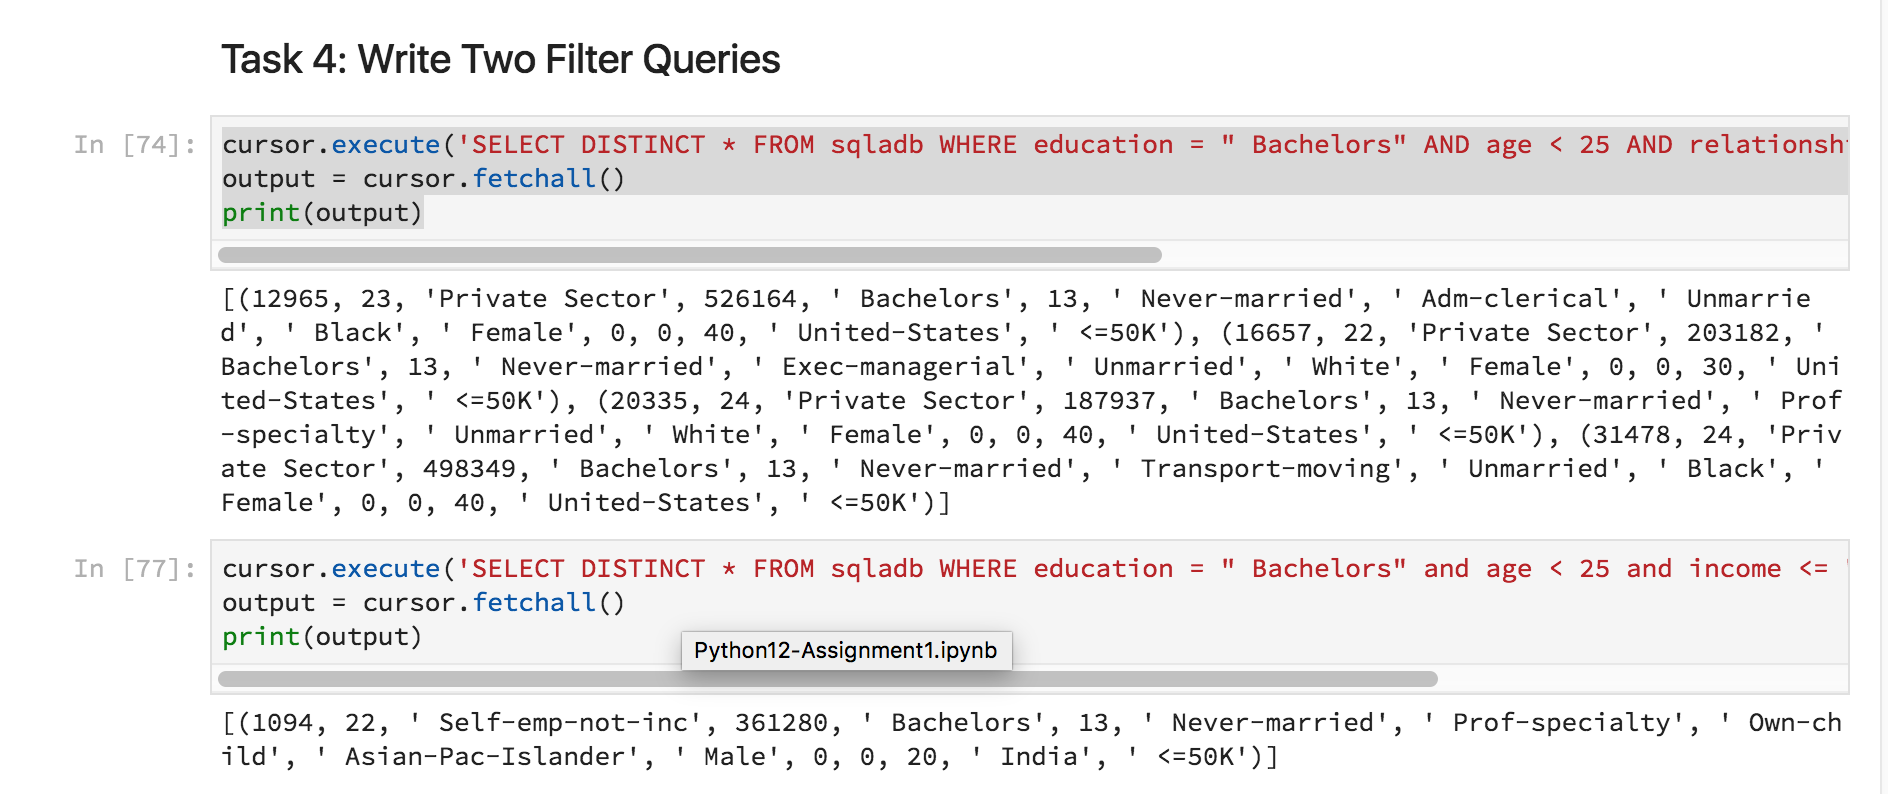 Task 4: Write Two Filter Queries
In [74]:
cursor.execute('SELECT DISTINCT * FROM sqladb WHERE education = " Bachelors" AND age < 25 AND relationsh
output = cursor.fetchall()
print(output)
[(12965, 23, 'Private Sector', 526164, ' Bachelors', 13, ' Never-married', ' Adm-clerical', ' Unmarrie
d', ' Black', ' Female', 0, 0, 40, ' United-States', ' <=50K'), (16657, 22, 'Private Sector', 203182, '
Bachelors', 13, ' Never-married', ' Exec-managerial', ' Unmarried', ' White', ' Female', 0, 0, 30, ' Uni
ted-States', ' <=50K'), (20335, 24, 'Private Sector', 187937, ' Bachelors', 13, ' Never-married', ' Prof
-specialty', ' Unmarried', ' White', ' Female', 0, 0, 40, ' United-States', ' <=50K'), (31478, 24, 'Priv
ate Sector', 498349, ' Bachelors', 13, ' Never-married', ' Transport-moving', ' Unmarried', ' Black', '
Female', 0, 0, 40, ' United-States', ' <=50K')]
In [77]:
cursor.execute('SELECT DISTINCT * FROM sqladb WHERE education = " Bachelors" and age < 25 and income <=
output = cursor.fetchall()
print(output)
Python12-Assignment1.ipynb
[(1094, 22, ' Self-emp-not-inc', 361280, ' Bachelors', 13, ' Never-married', ' Prof-specialty', ' Own-ch
ild', ' Asian-Pac-Islander', ' Male', 0, 0, 20, ' India', ' <=50K')]